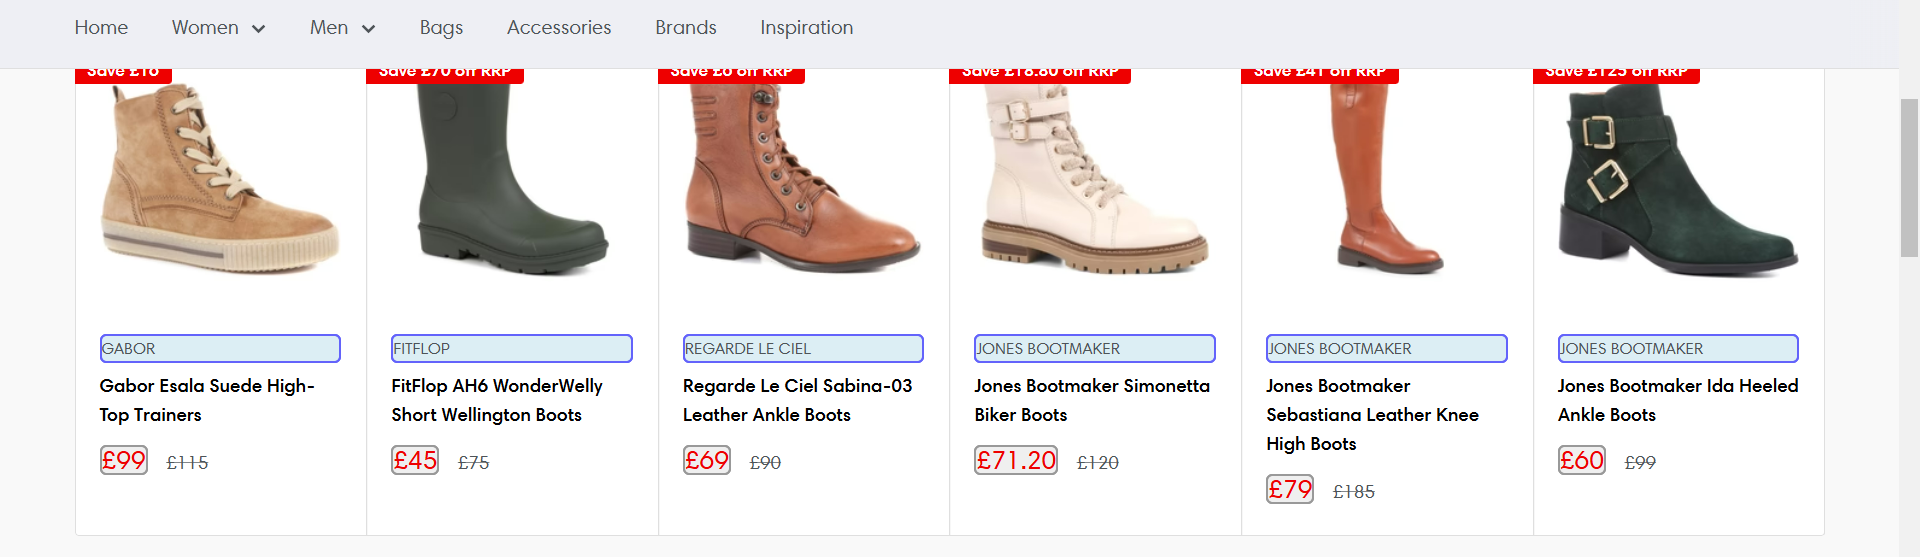 Home Women Men Bags Accessories Brands Inspiration
Save £16 Save £70 off RRP Save £6 off RRP Save £18.80 off RRP Save £41 off RRP Save £125 off RRP
GABOR FITFLOP REGARDE LE CIEL JONES BOOTMAKER JONES BOOTMAKER JONES BOOTMAKER
Gabor Esala Suede High-
Top Trainers
£99 £115
FitFlop AH6 WonderWelly
Short Wellington Boots
£45 £75
Regarde Le Ciel Sabina-03
Leather Ankle Boots
£69 £90
Jones Bootmaker Simonetta
Biker Boots
£71.20 £120
Jones Bootmaker
Sebastiana Leather Knee
High Boots
£79 £185
Jones Bootmaker Ida Heeled
Ankle Boots
£60 £99